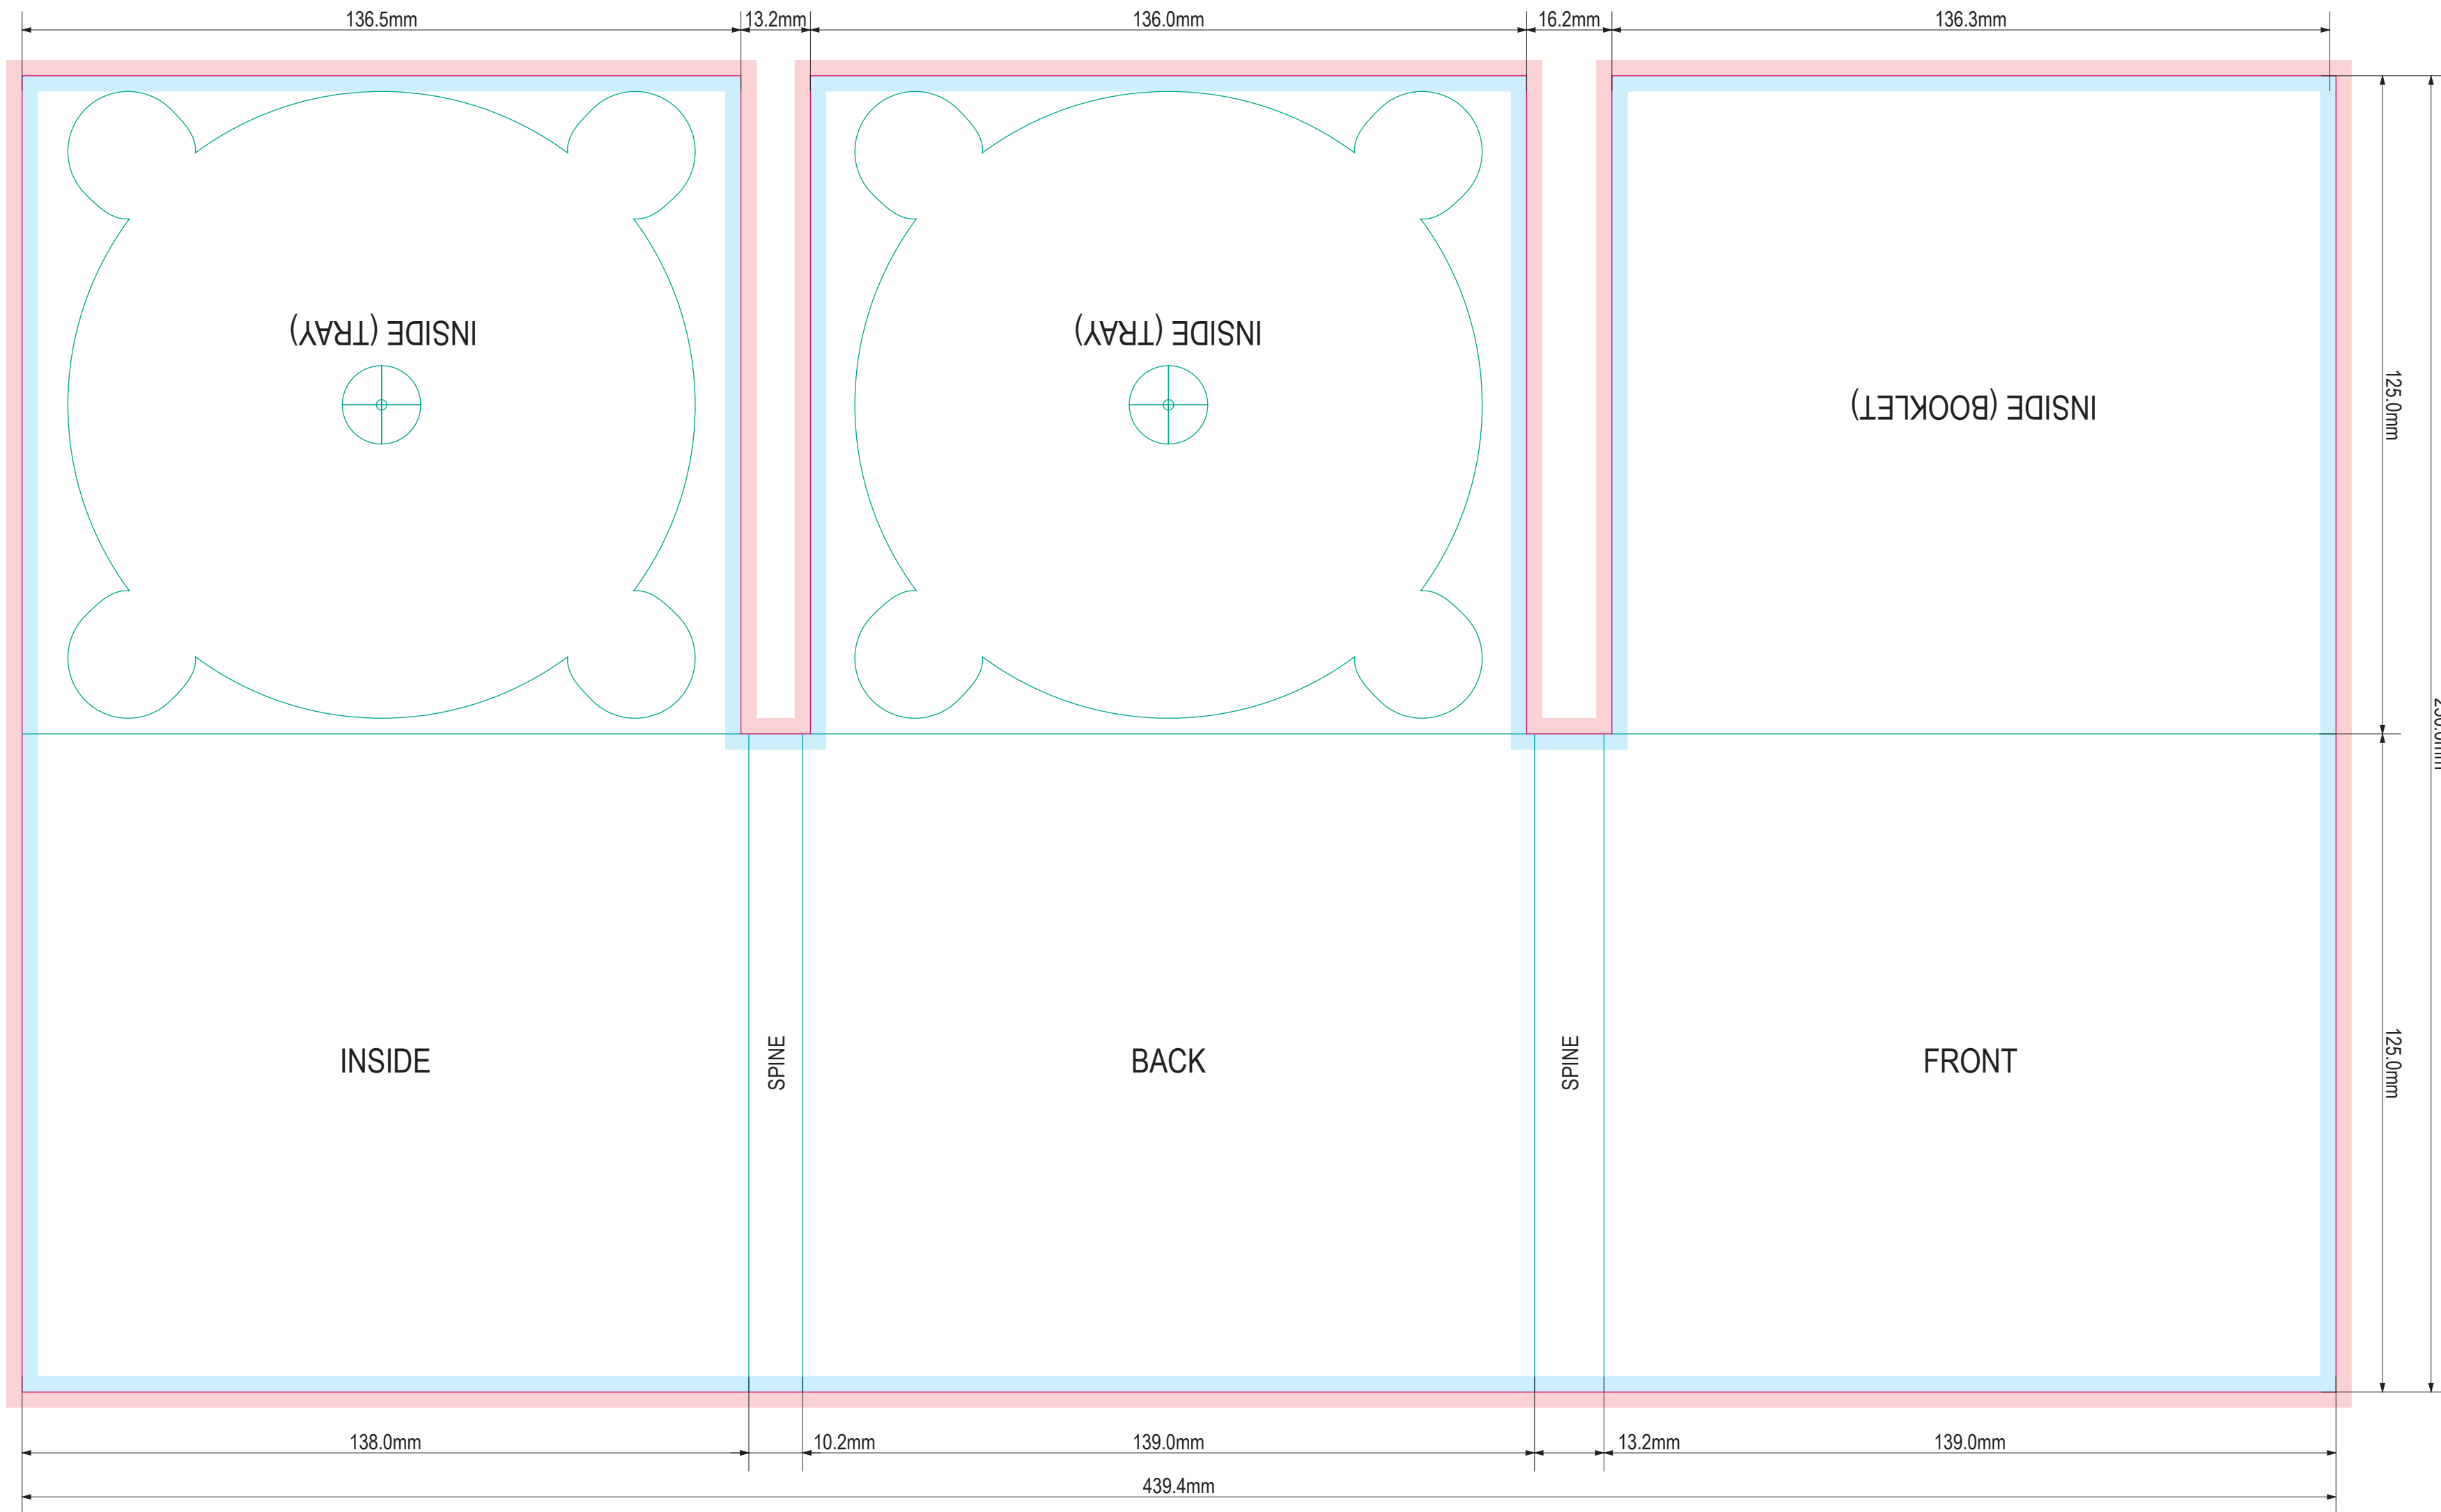 136.5mm
13.2mm
136.0mm
16.2mm
136.3mm
INSIDE (TRAY)
INSIDE (TRAY)
INSIDE (BOOKLET)
125.0mm
INSIDE
SPINE
BACK
SPINE
FRONT
125.0mm
138.0mm
10.2mm
139.0mm
13.2mm
139.0mm
439.4mm